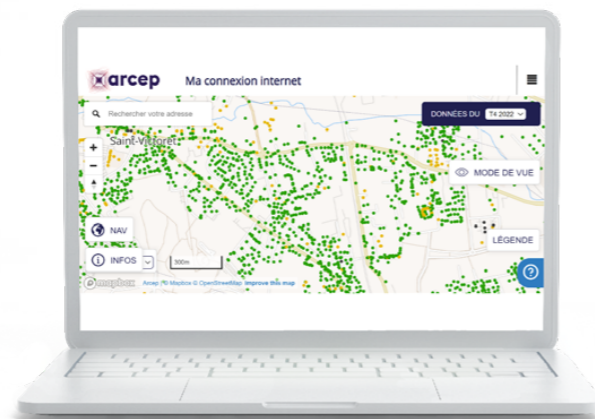 arcep
Ma connexion internet
Rechercher votre adresse
DONNÉES DU T4 2022
Saint-Victoret
+
−
MODE DE VUE
NAV
LÉGENDE
INFOS
300m
mapbox
Arcep | © Mapbox © OpenStreetMap Improve this map
?